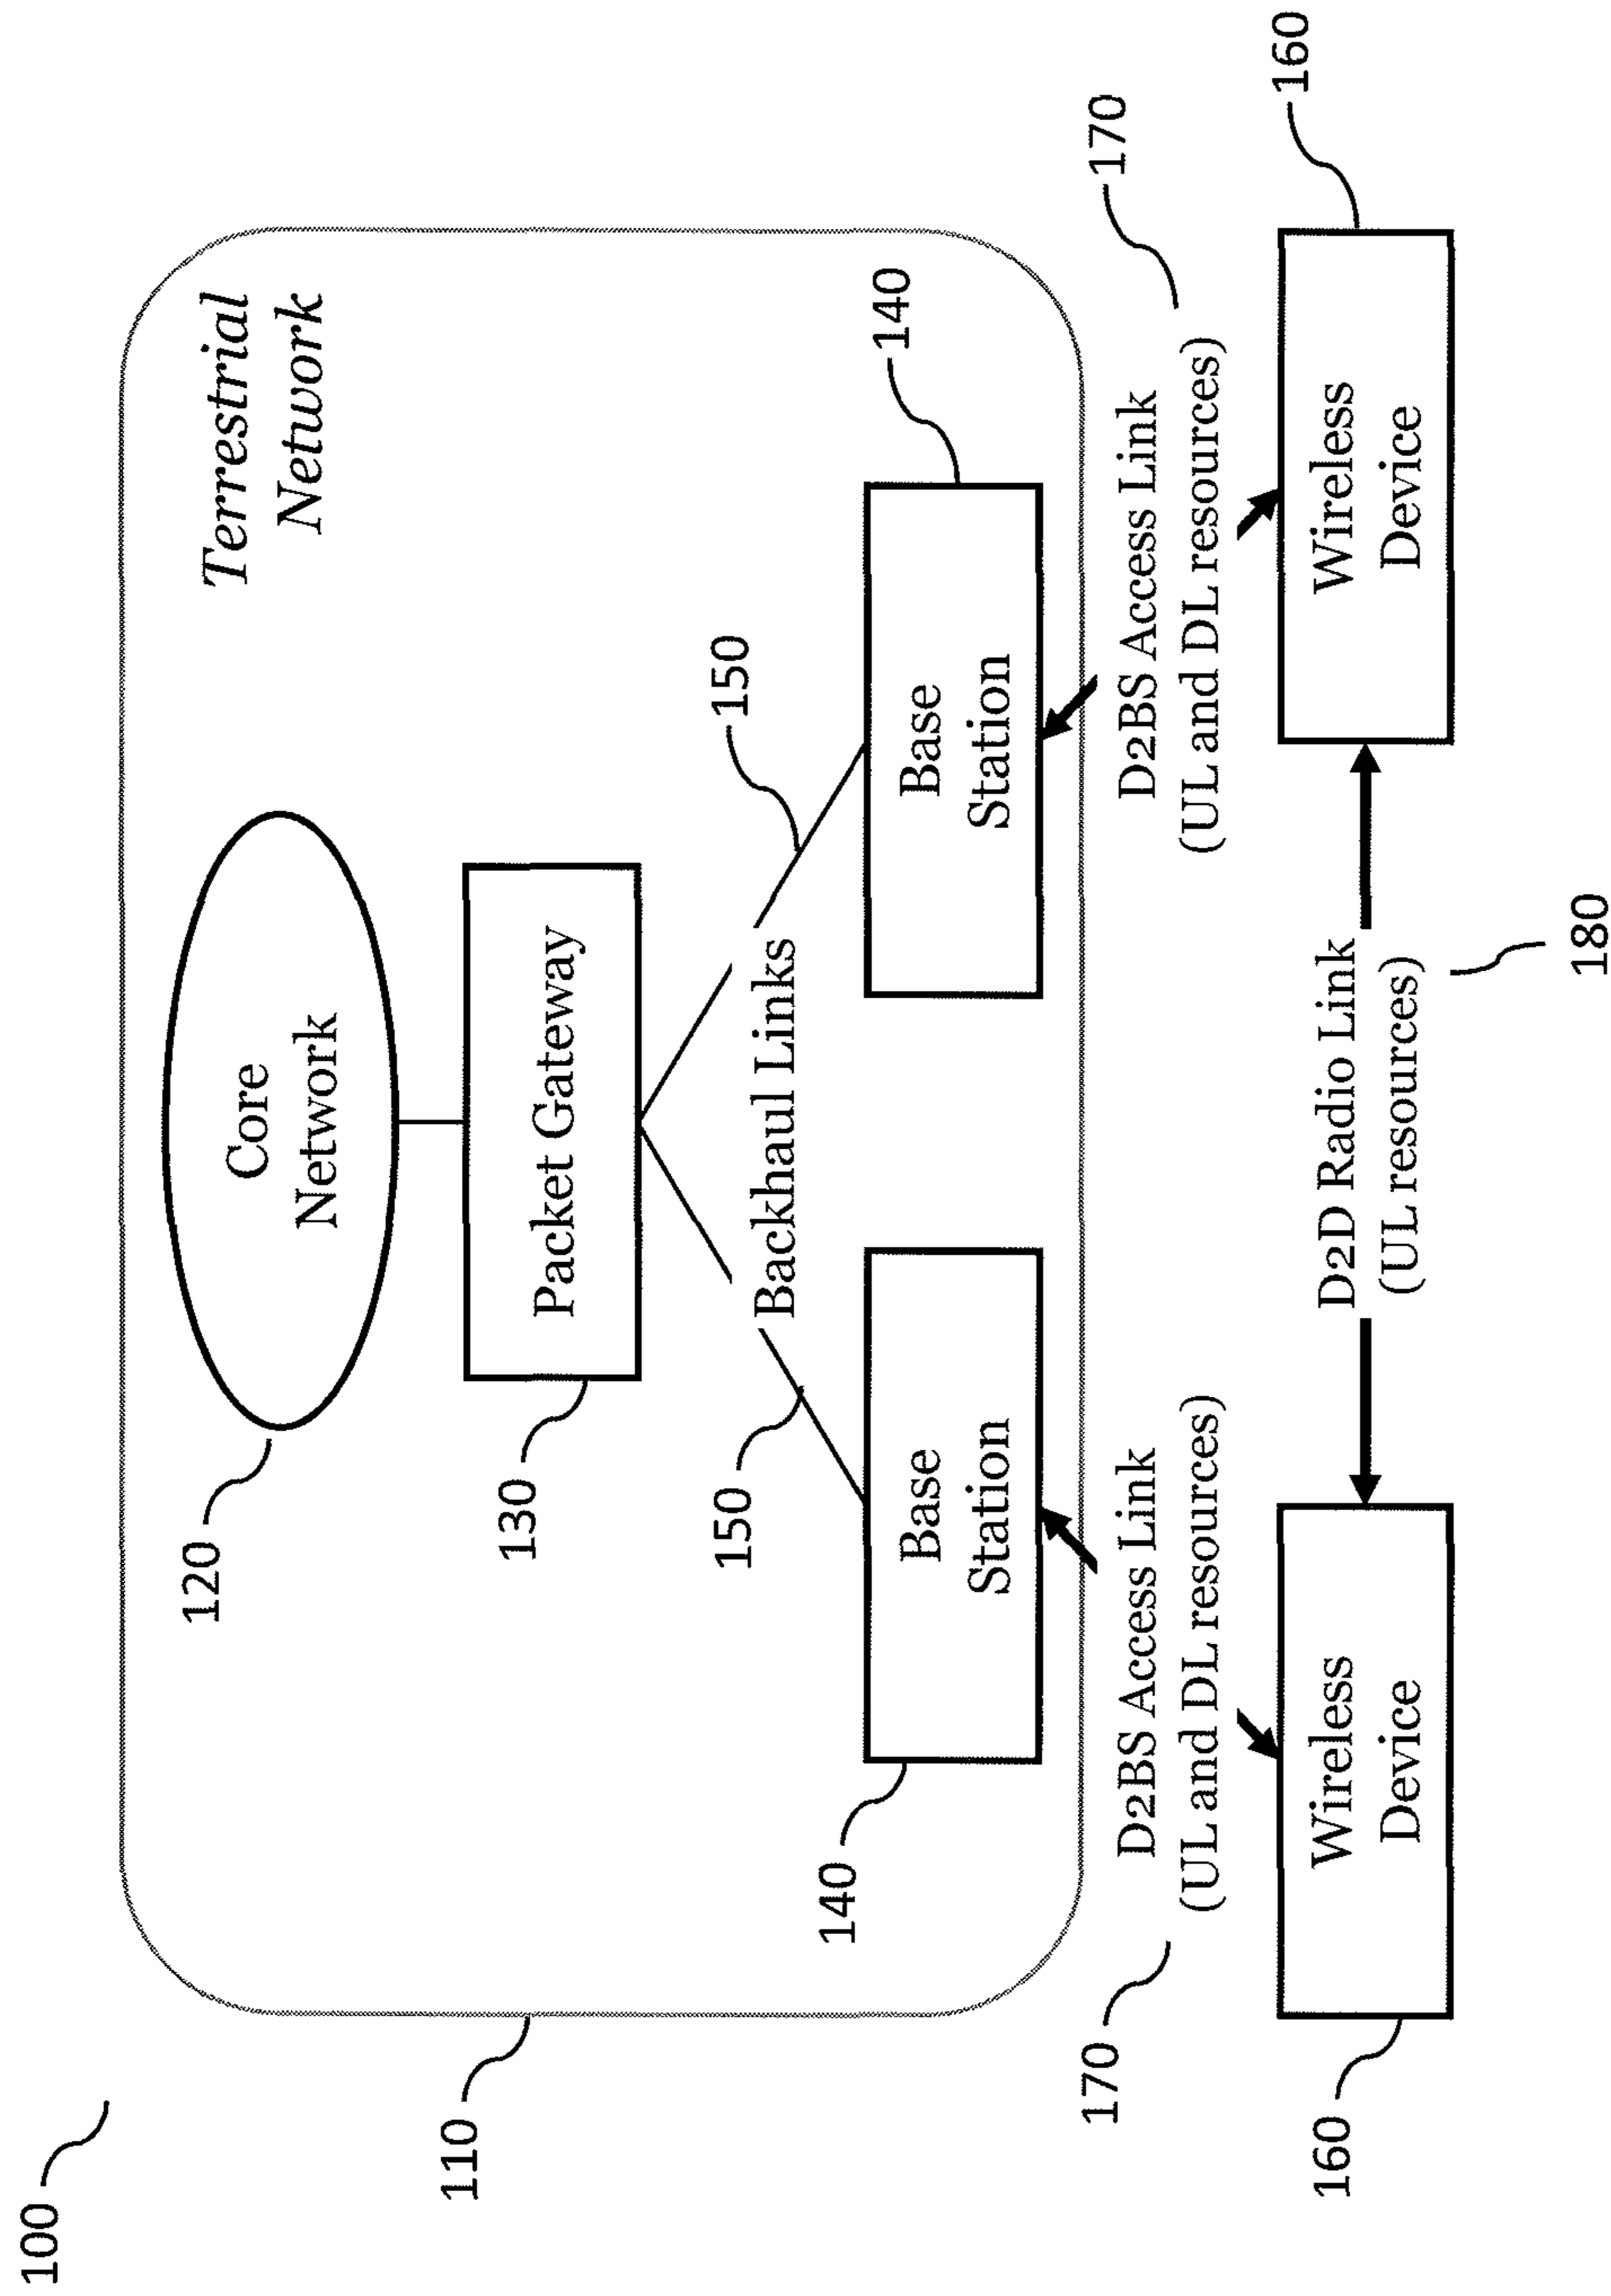 100
110
Terrestrial
Network
120
Core
Network
130
Packet Gateway
150
Backhaul Links
150
140
Base
Station
Base
Station
140
170
D2BS Access Link
(UL and DL resources)
D2BS Access Link
(UL and DL resources)
170
160
Wireless
Device
D2D Radio Link
(UL resources)
180
Wireless
Device
160